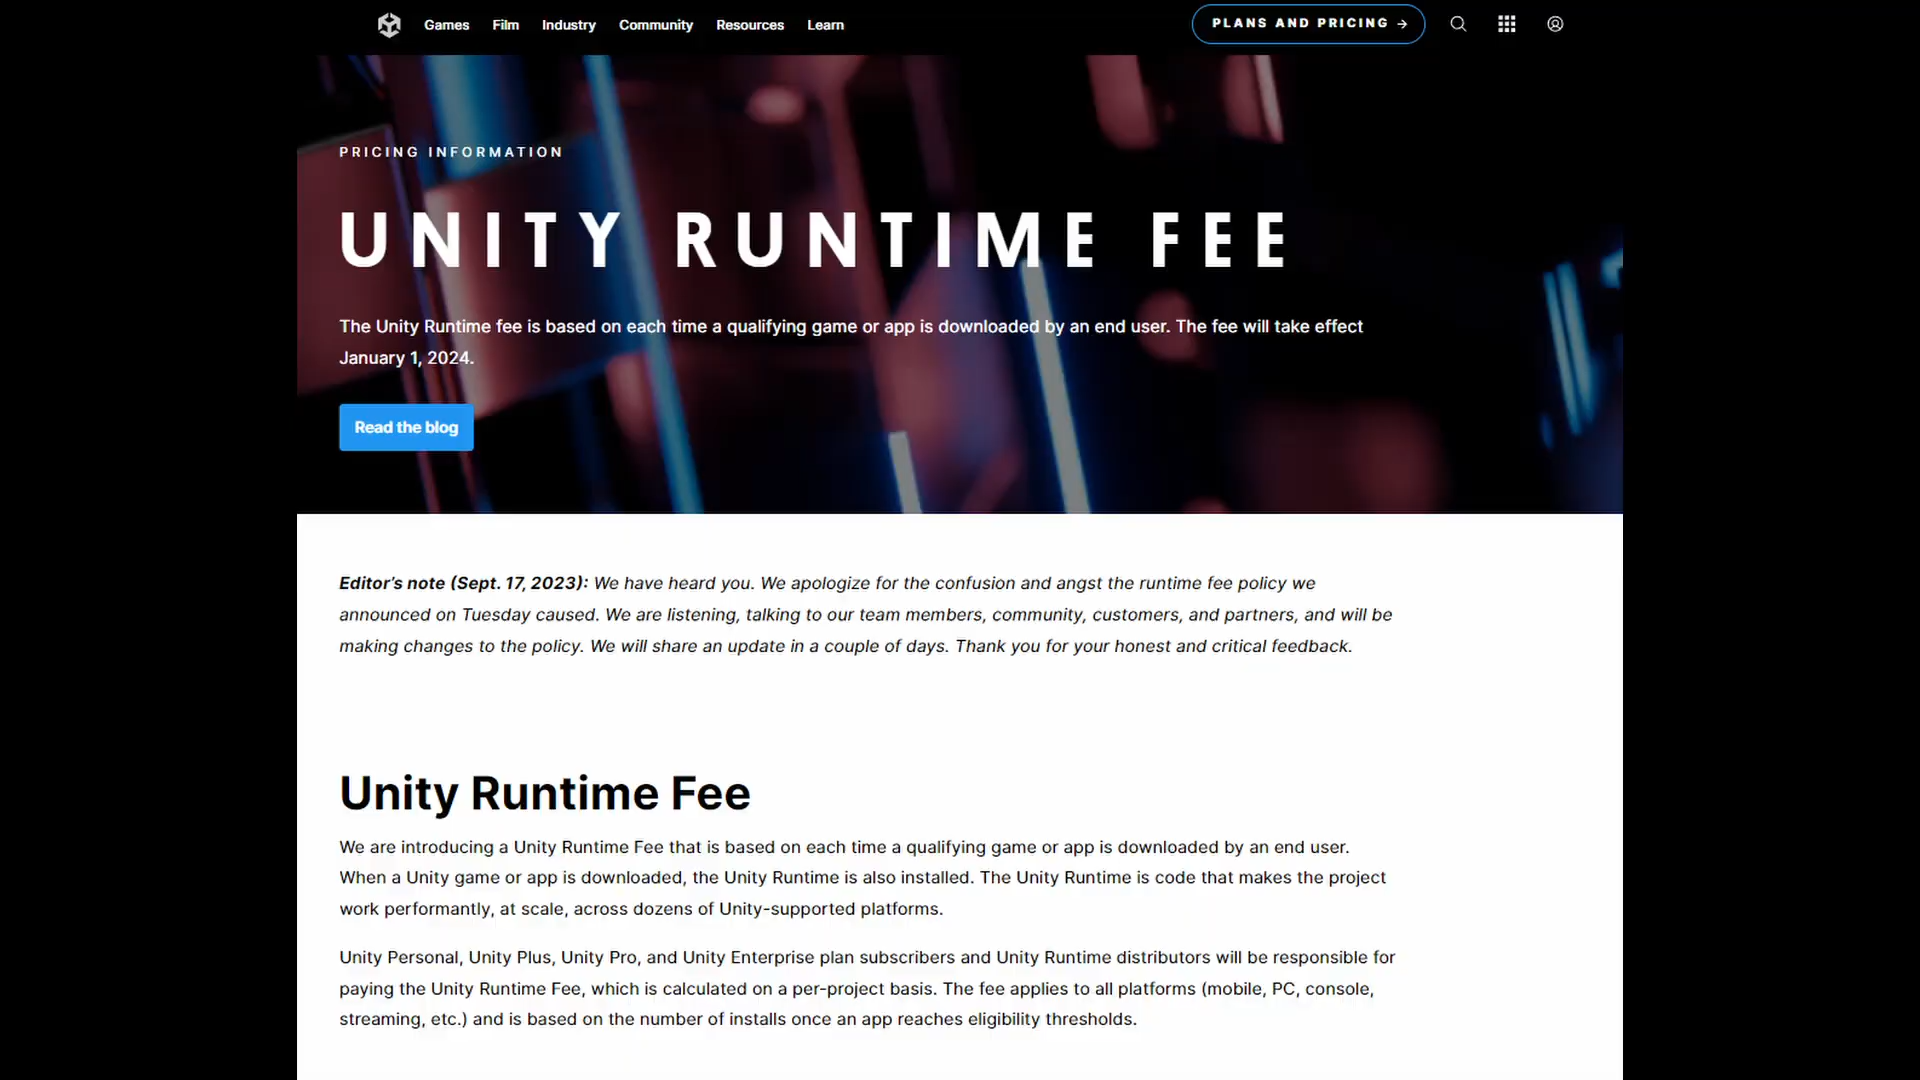 Games Film Industry Community Resources Learn PLANS AND PRICING →
PRICING INFORMATION
UNITY RUNTIME FEE
The Unity Runtime fee is based on each time a qualifying game or app is downloaded by an end user. The fee will take effect
January 1, 2024.
Read the blog
Editor's note (Sept. 17, 2023): We have heard you. We apologize for the confusion and angst the runtime fee policy we
announced on Tuesday caused. We are listening, talking to our team members, community, customers, and partners, and will be
making changes to the policy. We will share an update in a couple of days. Thank you for your honest and critical feedback.
Unity Runtime Fee
We are introducing a Unity Runtime Fee that is based on each time a qualifying game or app is downloaded by an end user.
When a Unity game or app is downloaded, the Unity Runtime is also installed. The Unity Runtime is code that makes the project
work performantly, at scale, across dozens of Unity-supported platforms.
Unity Personal, Unity Plus, Unity Pro, and Unity Enterprise plan subscribers and Unity Runtime distributors will be responsible for
paying the Unity Runtime Fee, which is calculated on a per-project basis. The fee applies to all platforms (mobile, PC, console,
streaming, etc.) and is based on the number of installs once an app reaches eligibility thresholds.